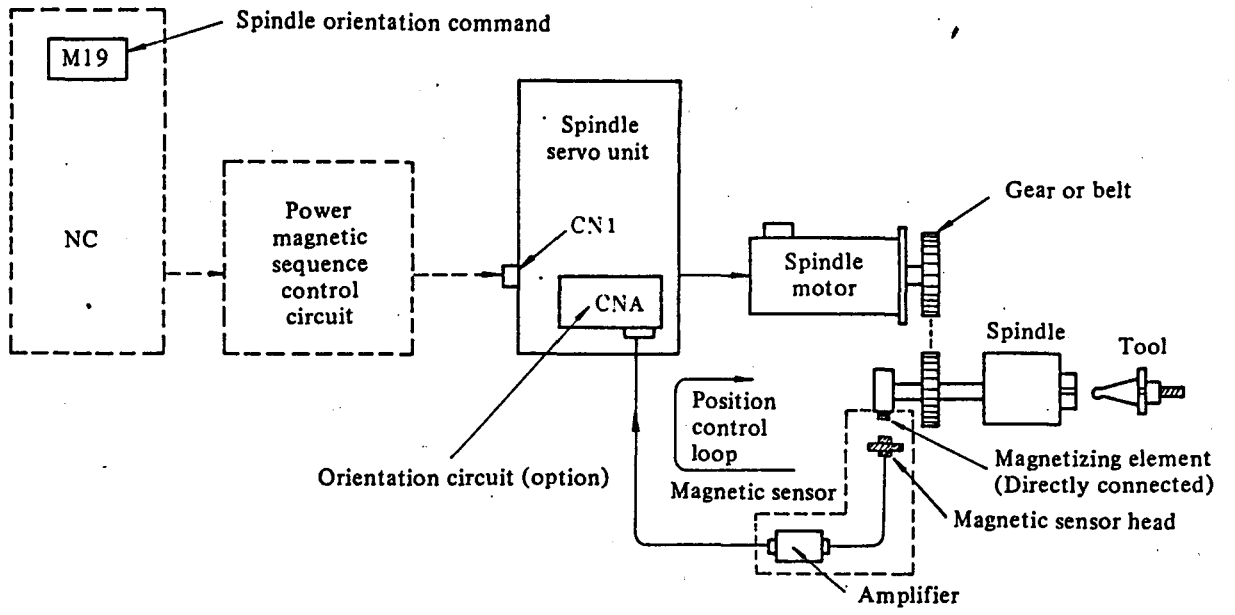 Spindle orientation command
M19
NC
Power
magnetic
sequence
control
circuit
Spindle
servo unit
CN1
CNA
Orientation circuit (option)
Spindle
motor
Gear or belt
Spindle
Tool
Position
control
loop
Magnetizing element
(Directly connected)
Magnetic sensor
Magnetic sensor head
Amplifier